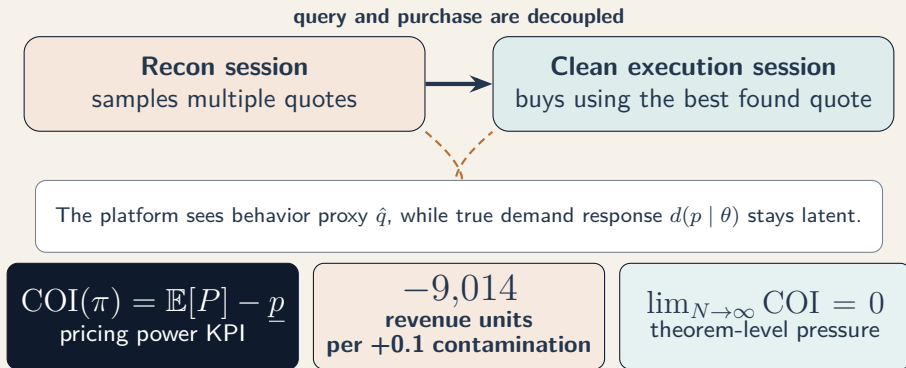 query and purchase are decoupled
Recon session
samples multiple quotes
Clean execution session
buys using the best found quote
The platform sees behavior proxy q̂, while true demand response d(p | θ) stays latent.
COI(π) = 𝔼[P] − p̲
pricing power KPI
−9,014
revenue units
per +0.1 contamination
lim_{N→∞} COI = 0
theorem-level pressure